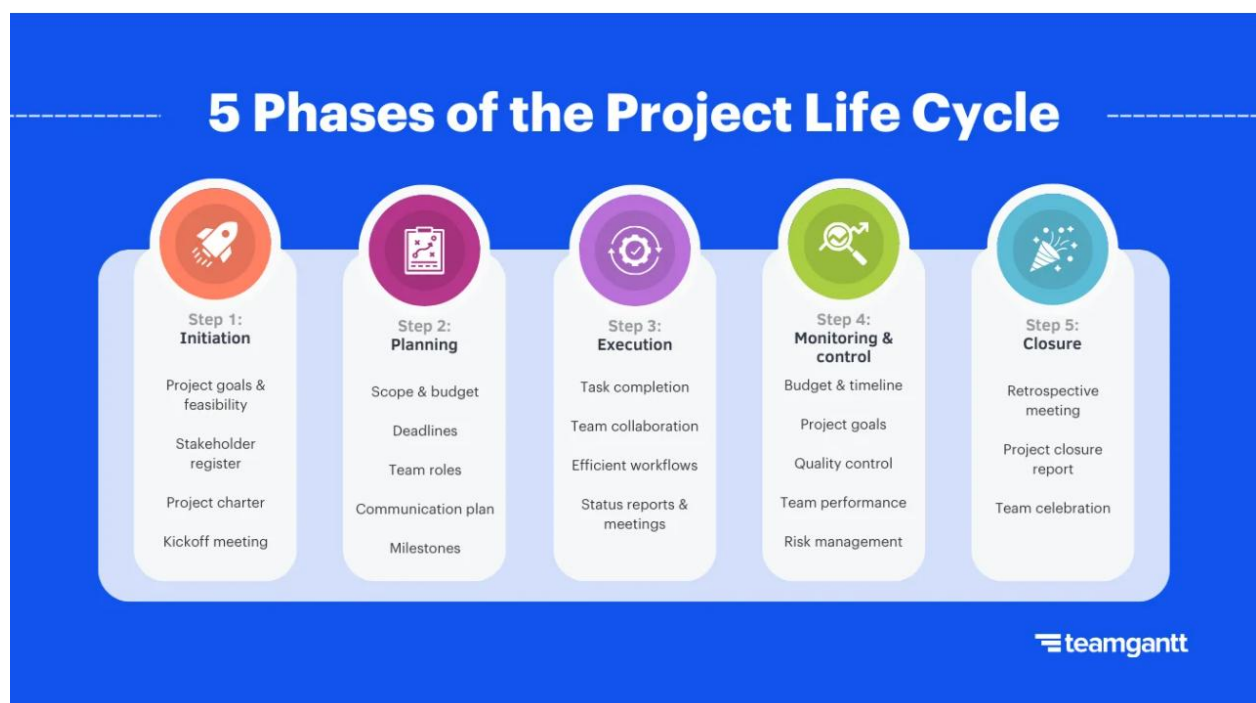 5 Phases of the Project Life Cycle
Step 1:
Initiation
Project goals &
feasibility
Stakeholder
register
Project charter
Kickoff meeting
Step 2:
Planning
Scope & budget
Deadlines
Team roles
Communication plan
Milestones
Step 3:
Execution
Task completion
Team collaboration
Efficient workflows
Status reports &
meetings
Step 4:
Monitoring &
control
Budget & timeline
Project goals
Quality control
Team performance
Risk management
Step 5:
Closure
Retrospective
meeting
Project closure
report
Team celebration
teamgantt